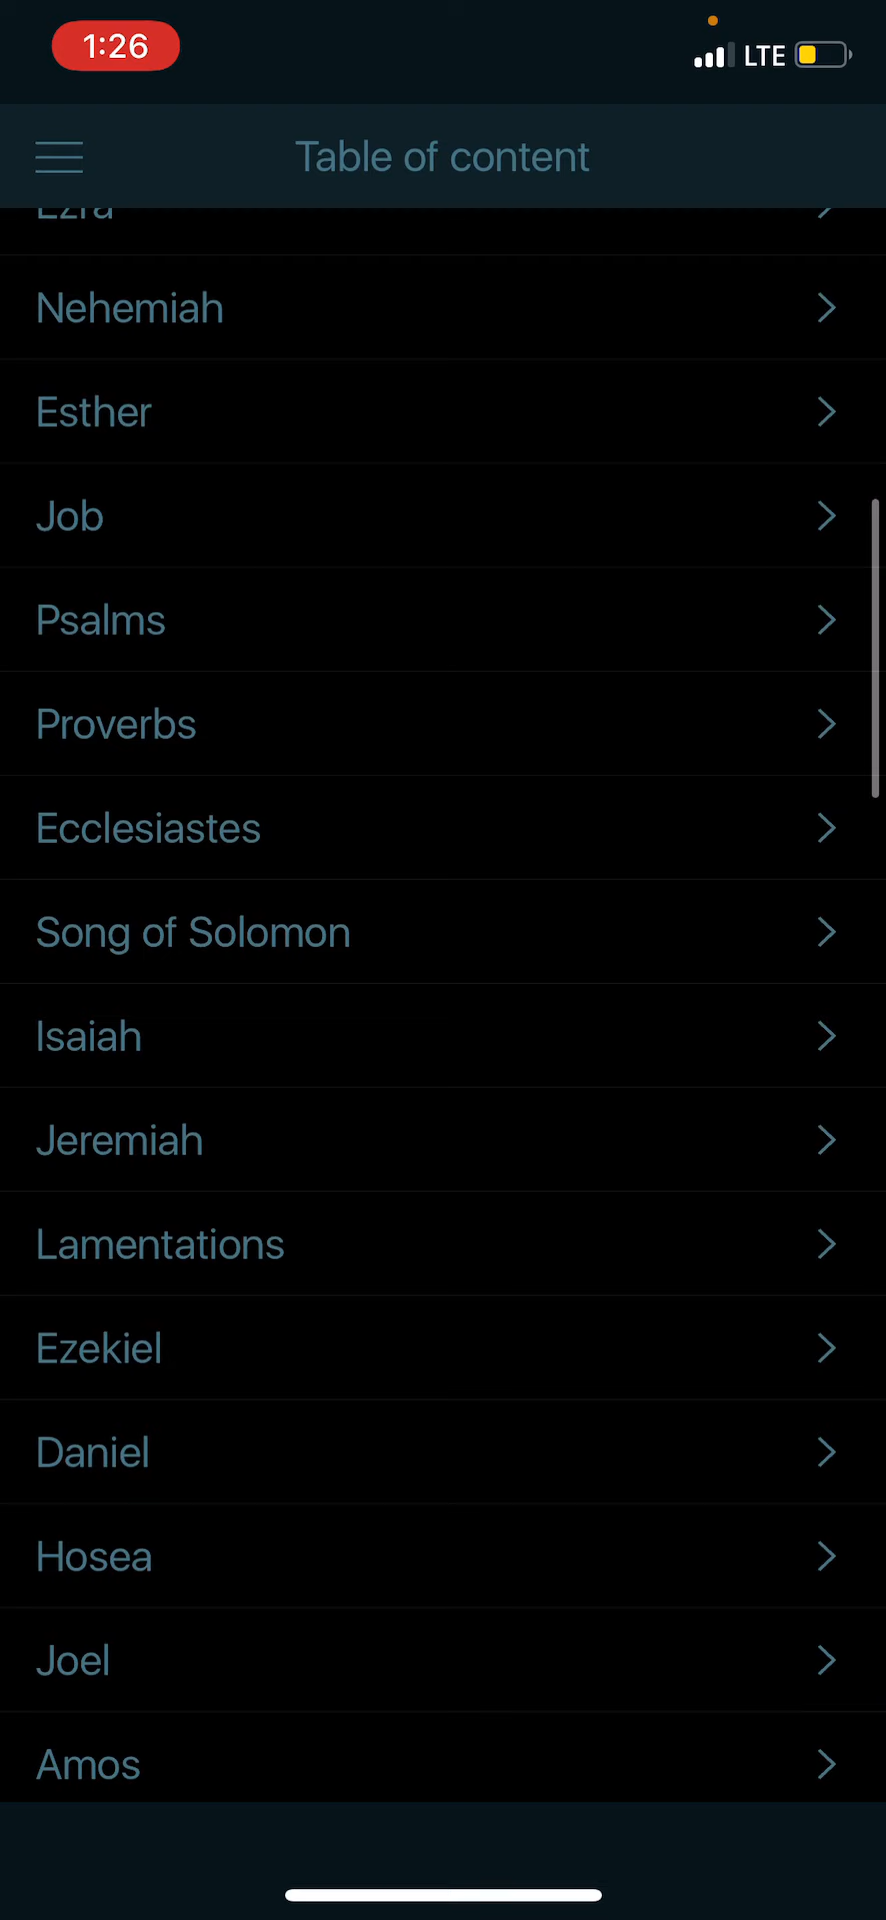 1:26
LTE
Table of content
Ezra
Nehemiah
Esther
Job
Psalms
Proverbs
Ecclesiastes
Song of Solomon
Isaiah
Jeremiah
Lamentations
Ezekiel
Daniel
Hosea
Joel
Amos